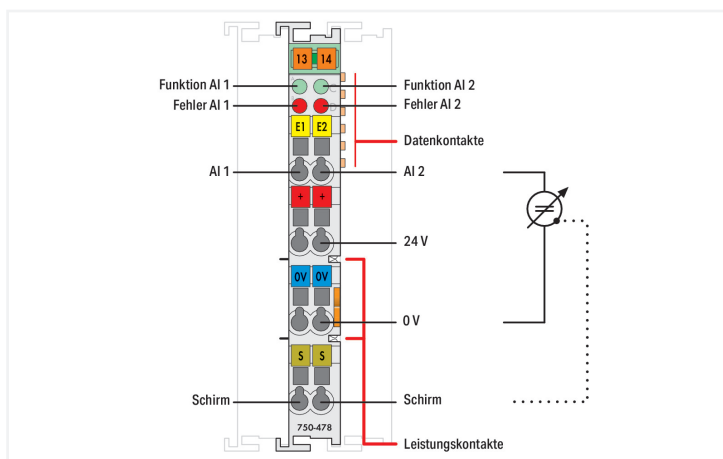 13 14
Funktion AI 1
Funktion AI 2
Fehler AI 1
Fehler AI 2
E1 E2
Datenkontakte
AI 1
AI 2
+ +
24 V
0V 0V
0 V
S S
Schirm
Schirm
750-478
Leistungskontakte